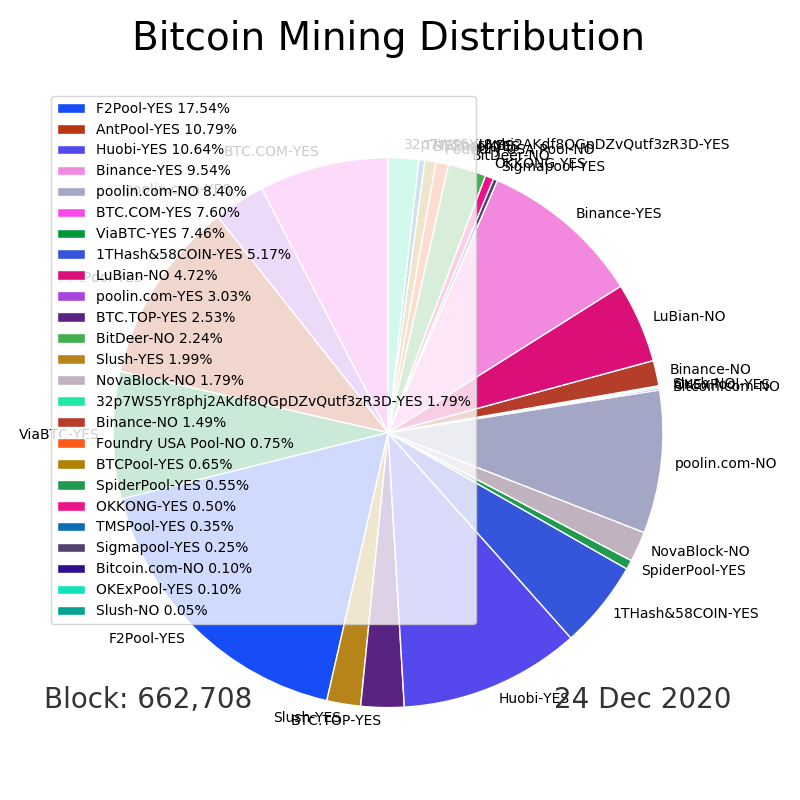 Bitcoin Mining Distribution
F2Pool-YES 17.54%
AntPool-YES 10.79%
Huobi-YES 10.64%
Binance-YES 9.54%
poolin.com-NO 8.40%
BTC.COM-YES 7.60%
ViaBTC-YES 7.46%
1THash&58COIN-YES 5.17%
LuBian-NO 4.72%
poolin.com-YES 3.03%
BTC.TOP-YES 2.53%
BitDeer-NO 2.24%
Slush-YES 1.99%
NovaBlock-NO 1.79%
32p7WS5Yr8phj2AKdf8QGpDZvQutf3zR3D-YES 1.79%
Binance-NO 1.49%
Foundry USA Pool-NO 0.75%
BTCPool-YES 0.65%
SpiderPool-YES 0.55%
OKKONG-YES 0.50%
TMSPool-YES 0.35%
Sigmapool-YES 0.25%
Bitcoin.com-NO 0.10%
OKExPool-YES 0.10%
Slush-NO 0.05%
BTC.COM-YES
BitDeer-NO
OKKONG-YES
Sigmapool-YES
Binance-YES
LuBian-NO
Binance-NO
poolin.com-NO
NovaBlock-NO
SpiderPool-YES
1THash&58COIN-YES
Huobi-YES
BTC.TOP-YES
Slush-YES
F2Pool-YES
ViaBTC-YES
Block: 662,708
24 Dec 2020